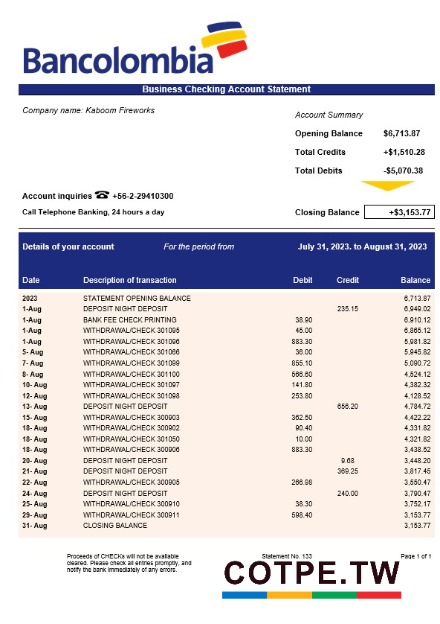 Bancolombia
Business Checking Account Statement
Company name: Kaboom Fireworks
Account Summary
Opening Balance $6,713.87
Total Credits +$1,510.28
Total Debits -$5,070.38
Account inquiries ☎ +56-2-29410300
Call Telephone Banking, 24 hours a day
Closing Balance +$3,153.77
Details of your account For the period from July 31, 2023. to August 31, 2023
Date Description of transaction Debit Credit Balance
2023 STATEMENT OPENING BALANCE 6,713.87
1-Aug DEPOSIT NIGHT DEPOSIT 235.15 6,949.02
1-Aug BANK FEE CHECK PRINTING 38.90 6,910.12
1-Aug WITHDRAWAL/CHECK 301095 45.00 6,865.12
1-Aug WITHDRAWAL/CHECK 301096 883.30 5,981.82
5- Aug WITHDRAWAL/CHECK 301066 36.00 5,945.82
7- Aug WITHDRAWAL/CHECK 301099 855.10 5,090.72
8- Aug WITHDRAWAL/CHECK 301100 566.60 4,524.12
10- Aug WITHDRAWAL/CHECK 301097 141.80 4,382.32
12- Aug WITHDRAWAL/CHECK 301098 253.80 4,128.52
13- Aug DEPOSIT NIGHT DEPOSIT 656.20 4,784.72
15- Aug WITHDRAWAL/CHECK 300903 362.50 4,422.22
18- Aug WITHDRAWAL/CHECK 300902 90.40 4,331.82
18- Aug WITHDRAWAL/CHECK 301050 10.00 4,321.82
18- Aug WITHDRAWAL/CHECK 300906 883.30 3,438.52
20- Aug DEPOSIT NIGHT DEPOSIT 9.68 3,448.20
21- Aug DEPOSIT NIGHT DEPOSIT 369.25 3,817.45
22- Aug WITHDRAWAL/CHECK 300905 266.98 3,550.47
24- Aug DEPOSIT NIGHT DEPOSIT 240.00 3,790.47
25- Aug WITHDRAWAL/CHECK 300910 38.30 3,752.17
29- Aug WITHDRAWAL/CHECK 300911 598.40 3,153.77
31- Aug CLOSING BALANCE 3,153.77
Proceeds of CHECKs will not be available
cleared. Please check all entries promptly, and
notify the bank immediately of any errors.
Statement No. 133
Page 1 of 1
COTPE.TW